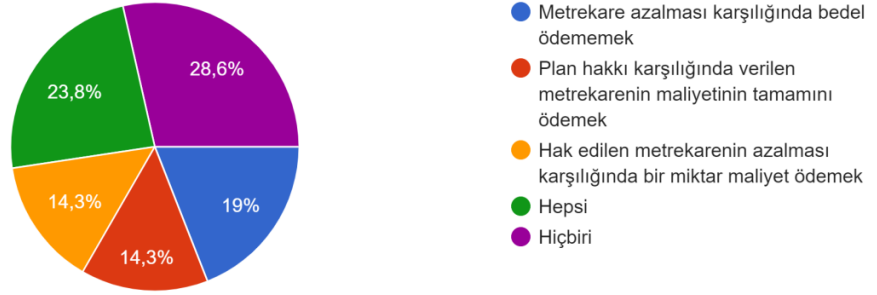 28,6%
23,8%
14,3%
14,3%
19%
Metrekare azalması karşılığında bedel
ödememek
Plan hakkı karşılığında verilen
metrekarenin maliyetinin tamamını
ödemek
Hak edilen metrekarenin azalması
karşılığında bir miktar maliyet ödemek
Hepsi
Hiçbiri